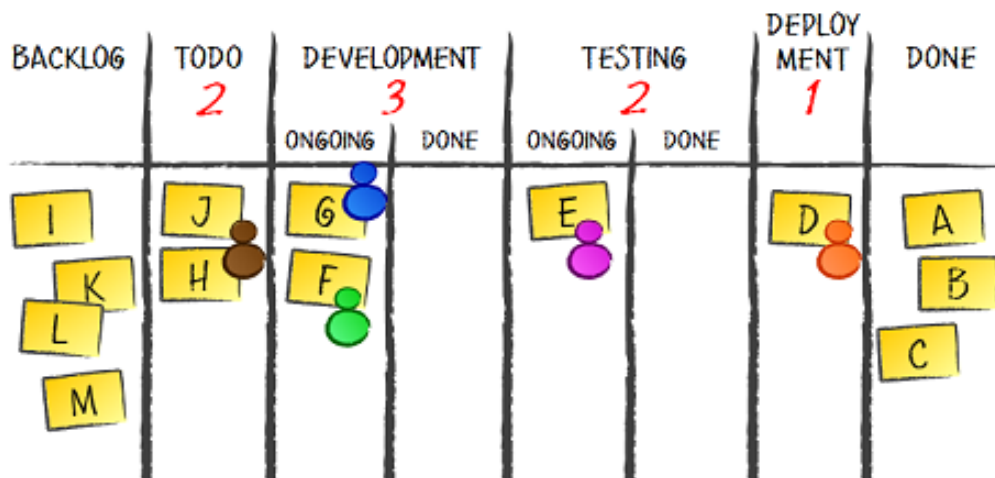 BACKLOG
TODO
2
DEVELOPMENT
3
ONGOING
DONE
TESTING
2
ONGOING
DONE
DEPLOY
MENT
1
DONE
I
K
L
M
J
H
G
F
E
D
A
B
C